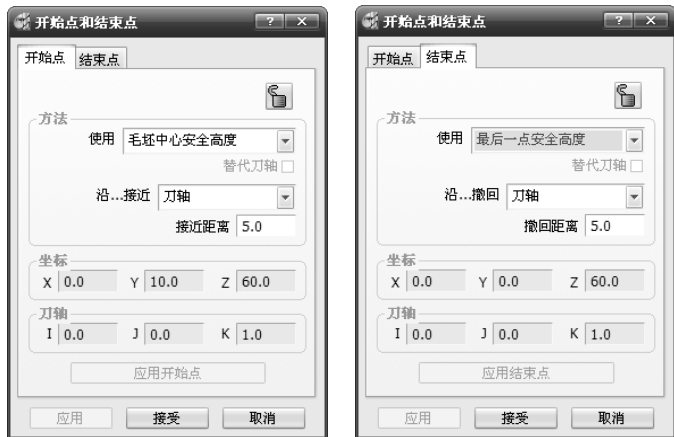 开始点和结束点
开始点 结束点
方法
使用 毛坯中心安全高度
替代刀轴
沿...接近 刀轴
接近距离 5.0
坐标
X 0.0 Y 10.0 Z 60.0
刀轴
I 0.0 J 0.0 K 1.0
应用开始点
应用 接受 取消
开始点和结束点
开始点 结束点
方法
使用 最后一点安全高度
替代刀轴
沿...撤回 刀轴
撤回距离 5.0
坐标
X 0.0 Y 0.0 Z 60.0
刀轴
I 0.0 J 0.0 K 1.0
应用结束点
应用 接受 取消